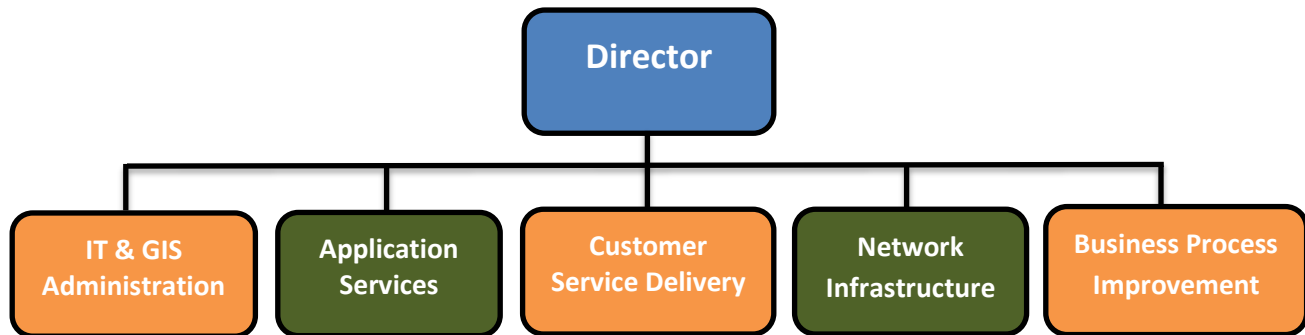 Director
IT & GIS
Administration
Application
Services
Customer
Service Delivery
Network
Infrastructure
Business Process
Improvement